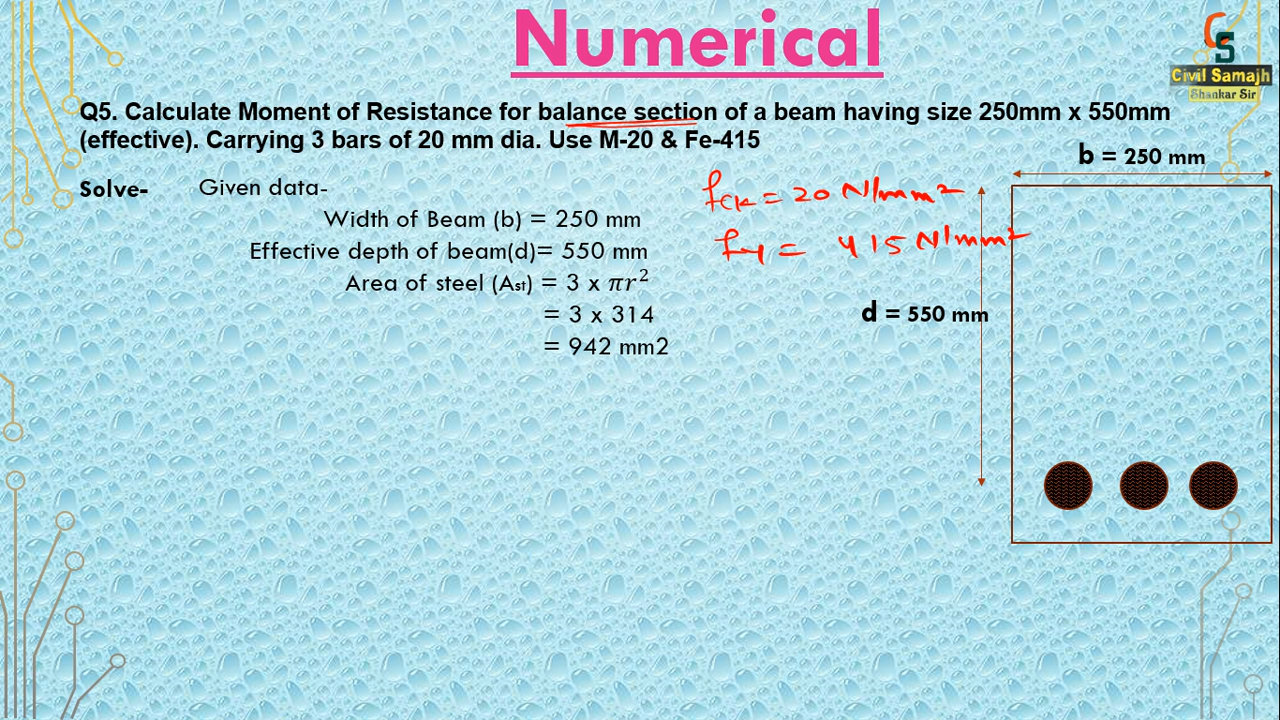 Numerical
CS
Civil Samajh
Shankar Sir
Q5. Calculate Moment of Resistance for balance section of a beam having size 250mm x 550mm
(effective). Carrying 3 bars of 20 mm dia. Use M-20 & Fe-415
b = 250 mm
Solve- Given data-
fck = 20 N/mm²
Width of Beam (b) = 250 mm
fy = 415 N/mm²
Effective depth of beam(d)= 550 mm
Area of steel (Ast) = 3 x πr²
= 3 x 314
d = 550 mm
= 942 mm2